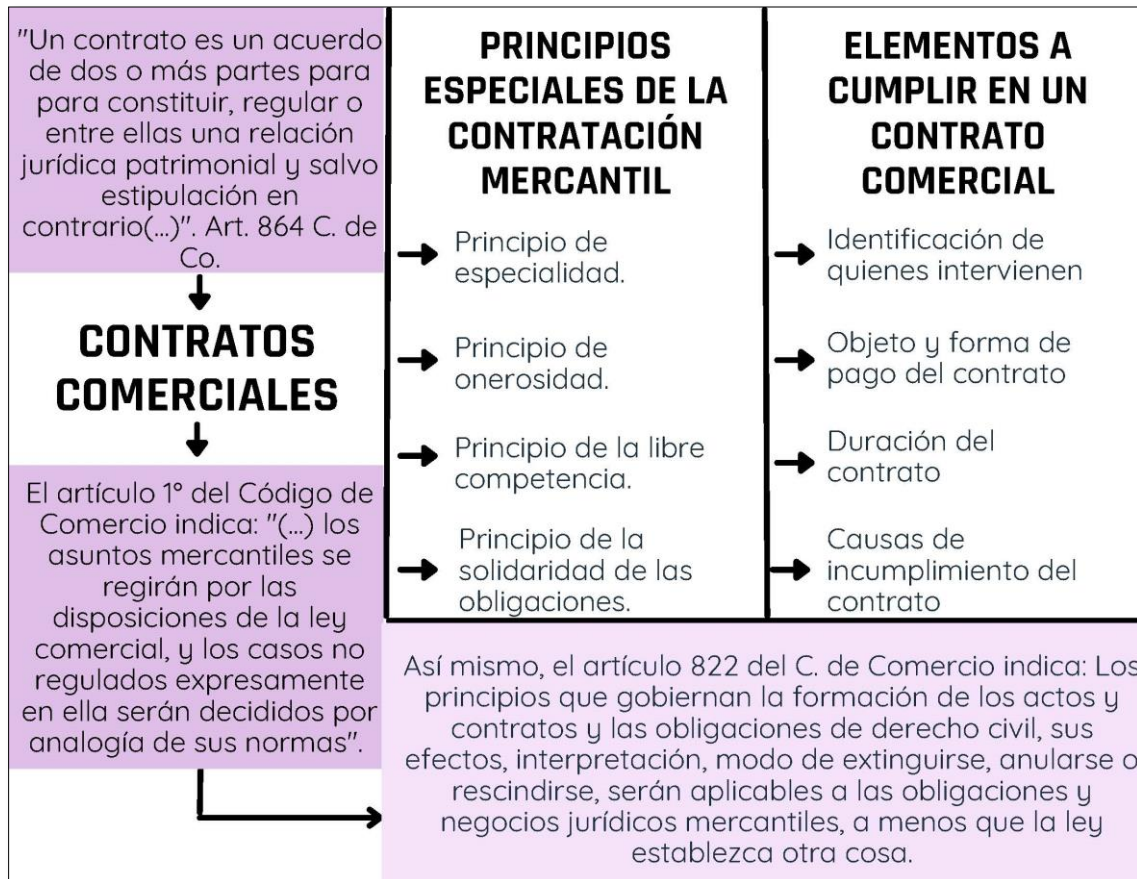 "Un contrato es un acuerdo
de dos o más partes para
para constituir, regular o
entre ellas una relación
jurídica patrimonial y salvo
estipulación en
contrario(...)". Art. 864 C. de
Co.
CONTRATOS
COMERCIALES
El artículo 1° del Código de
Comercio indica: "(...) los
asuntos mercantiles se
regirán por las
disposiciones de la ley
comercial, y los casos no
regulados expresamente
en ella serán decididos por
analogía de sus normas".
PRINCIPIOS
ESPECIALES DE LA
CONTRATACIÓN
MERCANTIL
Principio de
especialidad.
Principio de
onerosidad.
Principio de la libre
competencia.
Principio de la
solidaridad de las
obligaciones.
ELEMENTOS A
CUMPLIR EN UN
CONTRATO
COMERCIAL
Identificación de
quienes intervienen
Objeto y forma de
pago del contrato
Duración del
contrato
Causas de
incumplimiento del
contrato
Así mismo, el artículo 822 del C. de Comercio indica: Los
principios que gobiernan la formación de los actos y
contratos y las obligaciones de derecho civil, sus
efectos, interpretación, modo de extinguirse, anularse o
rescindirse, serán aplicables a las obligaciones y
negocios jurídicos mercantiles, a menos que la ley
establezca otra cosa.